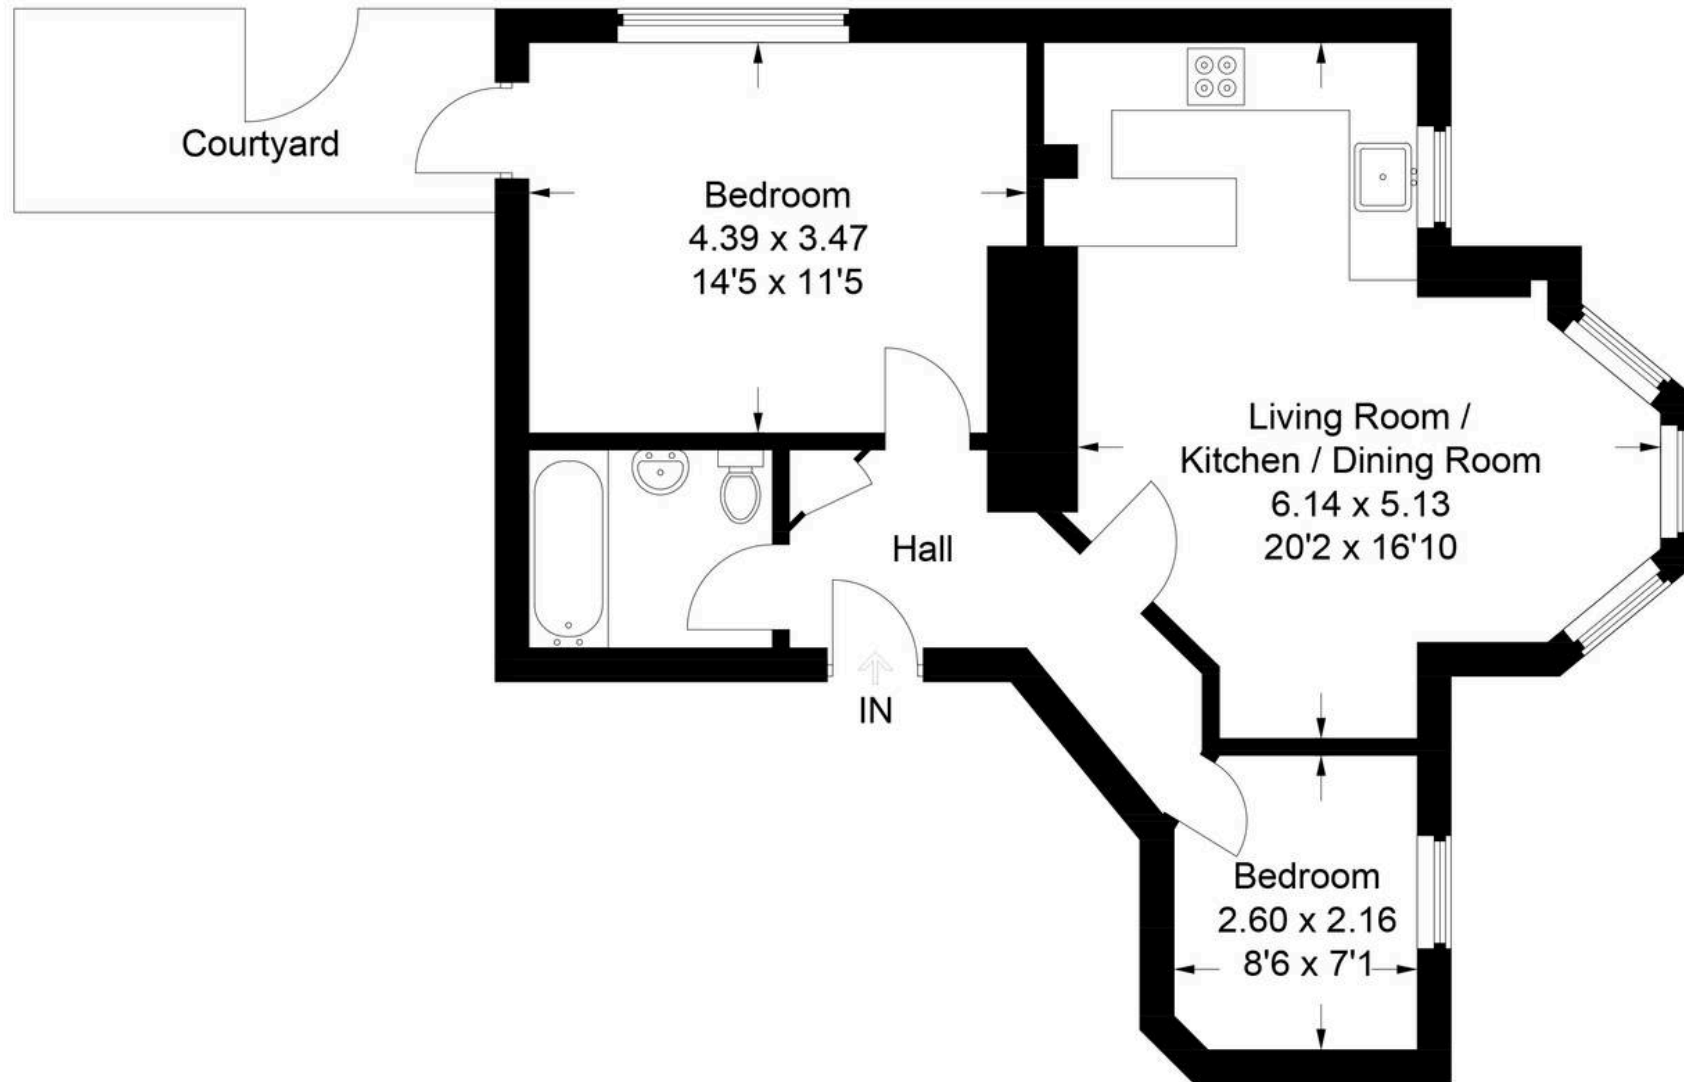 Courtyard
Bedroom
4.39 x 3.47
14'5 x 11'5
Living Room /
Kitchen / Dining Room
6.14 x 5.13
20'2 x 16'10
Hall
IN
Bedroom
2.60 x 2.16
8'6 x 7'1